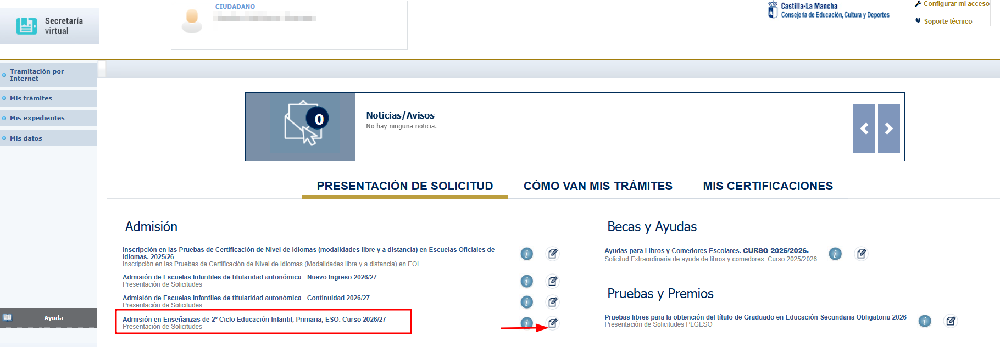 Secretaría
virtual
CIUDADANO
Castilla-La Mancha
Consejería de Educación, Cultura y Deportes
Configurar mi acceso
Soporte técnico
Tramitación por
Internet
Mis trámites
Mis expedientes
Mis datos
Ayuda
0
Noticias/Avisos
No hay ninguna noticia.
PRESENTACIÓN DE SOLICITUD
CÓMO VAN MIS TRÁMITES
MIS CERTIFICACIONES
Admisión
Inscripción en las Pruebas de Certificación de Nivel de Idiomas (modalidades libre y a distancia) en Escuelas Oficiales de
Idiomas. 2025/26
Inscripción en las Pruebas de Certificación de Nivel de Idiomas (Modalidades libre y a distancia) en EOI.
Admisión de Escuelas Infantiles de titularidad autonómica - Nuevo Ingreso 2026/27
Presentación de Solicitudes
Admisión de Escuelas Infantiles de titularidad autonómica - Continuidad 2026/27
Presentación de Solicitudes
Admisión en Enseñanzas de 2º Ciclo Educación Infantil, Primaria, ESO. Curso 2026/27
Presentación de Solicitudes
Becas y Ayudas
Ayudas para Libros y Comedores Escolares. CURSO 2025/2026.
Solicitud Extraordinaria de ayuda de libros y comedores. Curso 2025/2026
Pruebas y Premios
Pruebas libres para la obtención del título de Graduado en Educación Secundaria Obligatoria 2026
Presentación de Solicitudes PLGESO